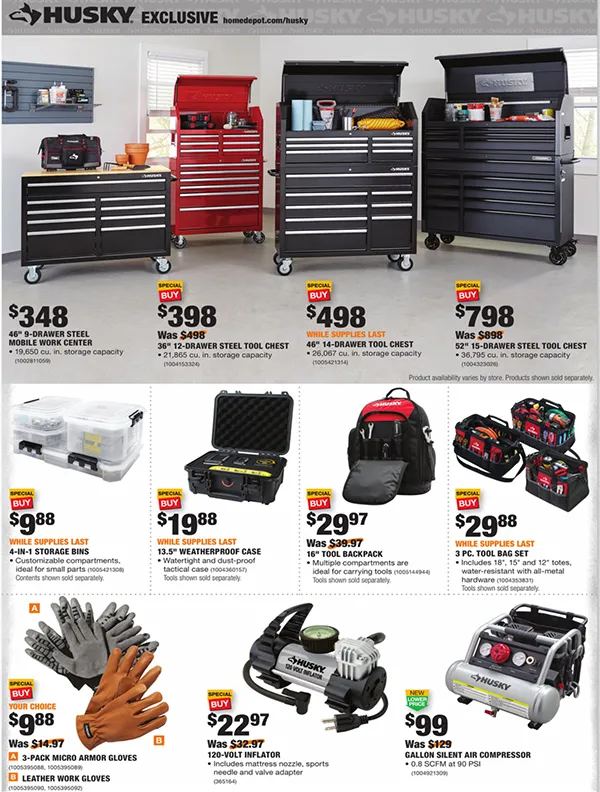 HUSKY EXCLUSIVE homedepot.com/husky
HUSKY
HUSKY
HUSKY
HUSKY
$348
46" 9-DRAWER STEEL
MOBILE WORK CENTER
• 19,650 cu. in. storage capacity
(1002811059)
SPECIAL
BUY
$398
Was $498
36" 12-DRAWER STEEL TOOL CHEST
• 21,865 cu. in. storage capacity
(1004153324)
SPECIAL
BUY
$498
WHILE SUPPLIES LAST
46" 14-DRAWER TOOL CHEST
• 26,067 cu. in. storage capacity
(1005421314)
SPECIAL
BUY
$798
Was $898
52" 15-DRAWER STEEL TOOL CHEST
• 36,795 cu. in. storage capacity
(1004323026)
Product availability varies by store. Products shown sold separately.
SPECIAL
BUY
$9 88
WHILE SUPPLIES LAST
4-IN-1 STORAGE BINS
• Customizable compartments,
ideal for small parts (1005421308)
Contents shown sold separately.
SPECIAL
BUY
$19 88
WHILE SUPPLIES LAST
13.5" WEATHERPROOF CASE
• Watertight and dust-proof
tactical case (1004360157)
Tools shown sold separately.
HUSKY
SPECIAL
BUY
$29 97
Was $39.97
16" TOOL BACKPACK
• Multiple compartments are
ideal for carrying tools (1005144944)
Tools shown sold separately.
SPECIAL
BUY
$29 88
WHILE SUPPLIES LAST
3 PC. TOOL BAG SET
• Includes 18", 15" and 12" totes,
water-resistant with all-metal
hardware (1004353831)
Tools shown sold separately.
A
B
SPECIAL
BUY
YOUR CHOICE
$9 88
Was $14.97
A 3-PACK MICRO ARMOR GLOVES
(1005395088, 1005395089)
B LEATHER WORK GLOVES
(1005395090, 1005395092)
HUSKY
120 VOLT INFLATOR
SPECIAL
BUY
$22 97
Was $32.97
120-VOLT INFLATOR
• Includes mattress nozzle, sports
needle and valve adapter
(365164)
HUSKY
NEW
LOWER
PRICE
$99
Was $129
GALLON SILENT AIR COMPRESSOR
• 0.8 SCFM at 90 PSI
(1004921309)